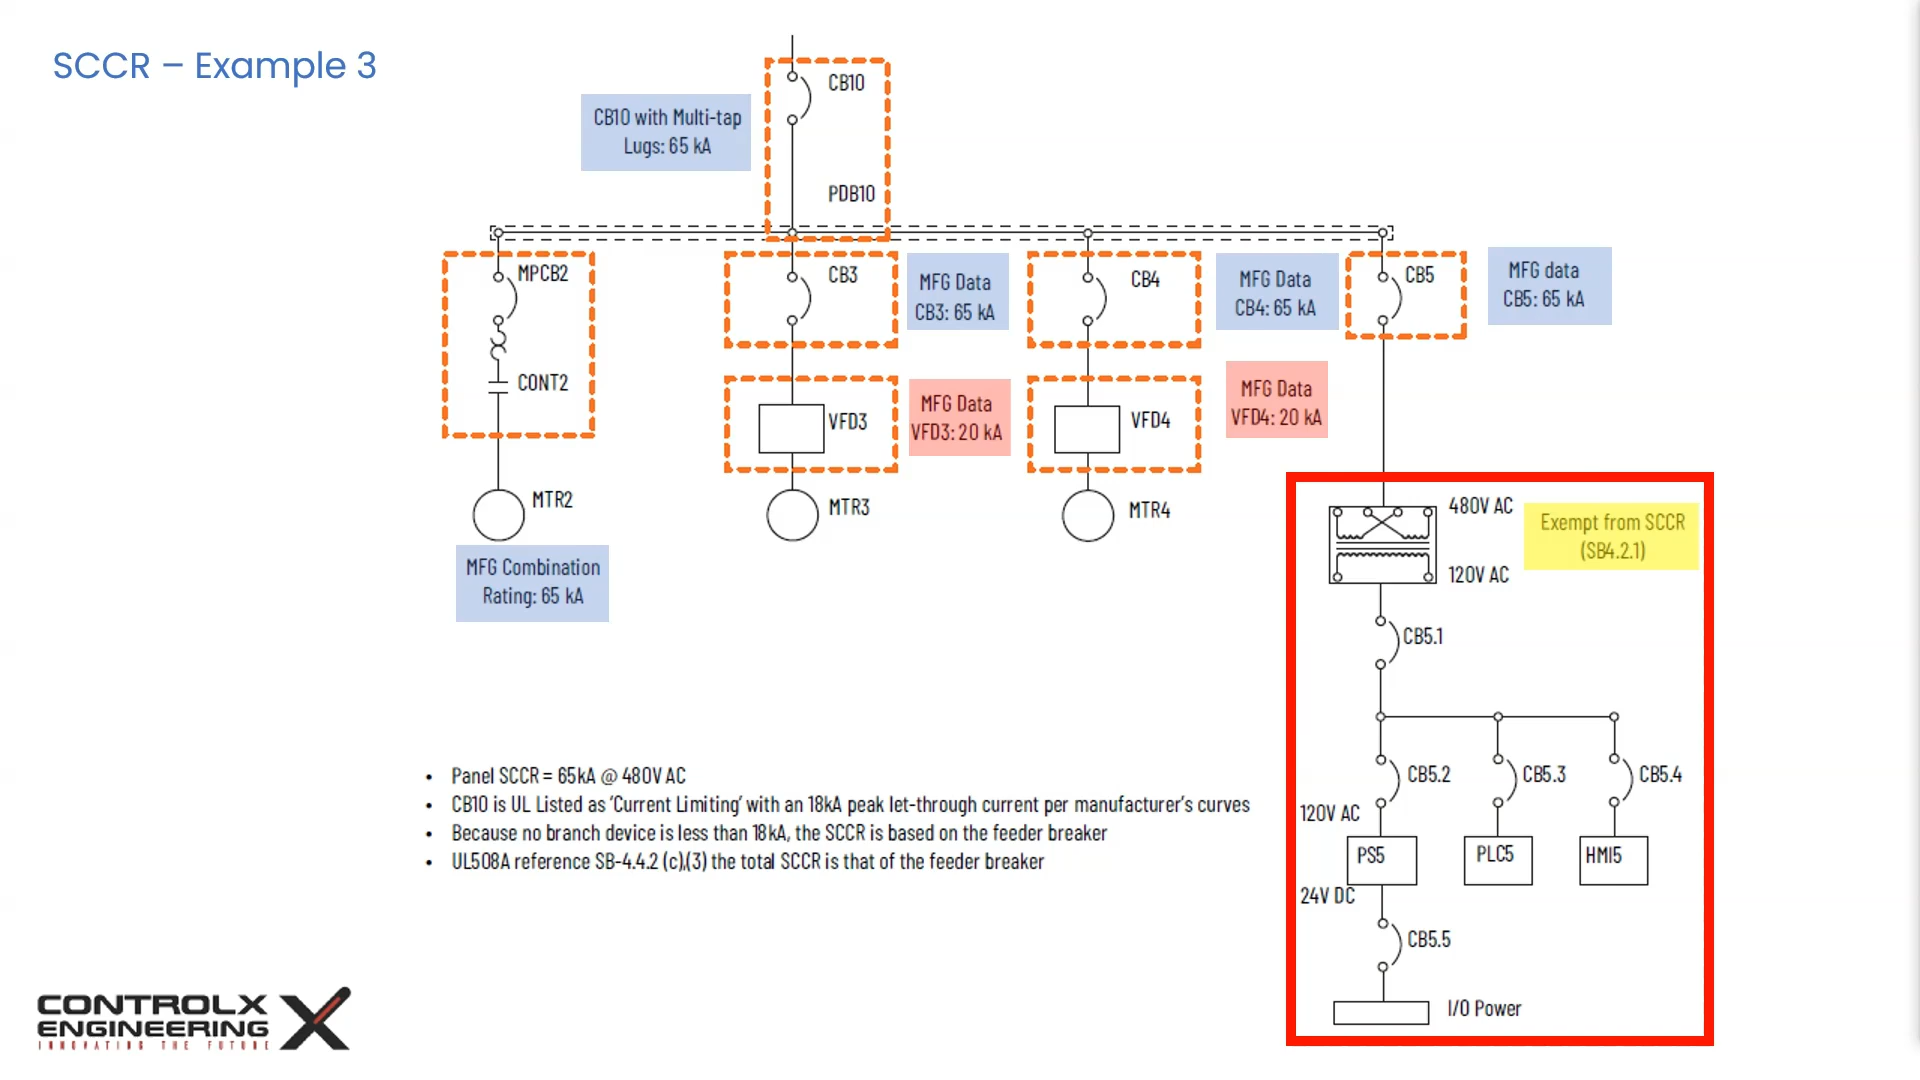 SCCR – Example 3
CB10
CB10 with Multi-tap
Lugs: 65 kA
PDB10
MPCB2
CONT2
MTR2
MFG Combination
Rating: 65 kA
CB3
MFG Data
CB3: 65 kA
VFD3
MFG Data
VFD3: 20 kA
MTR3
CB4
MFG Data
CB4: 65 kA
VFD4
MFG Data
VFD4: 20 kA
MTR4
CB5
MFG data
CB5: 65 kA
480V AC
120V AC
Exempt from SCCR
(SB4.2.1)
CB5.1
CB5.2
CB5.3
CB5.4
120V AC
PS5
PLC5
HMI5
24V DC
CB5.5
I/O Power
• Panel SCCR = 65kA @ 480V AC
• CB10 is UL Listed as ‘Current Limiting’ with an 18kA peak let-through current per manufacturer’s curves
• Because no branch device is less than 18kA, the SCCR is based on the feeder breaker
• UL508A reference SB-4.4.2 (c),(3) the total SCCR is that of the feeder breaker
CONTROLX
ENGINEERING
INNOVATING THE FUTURE